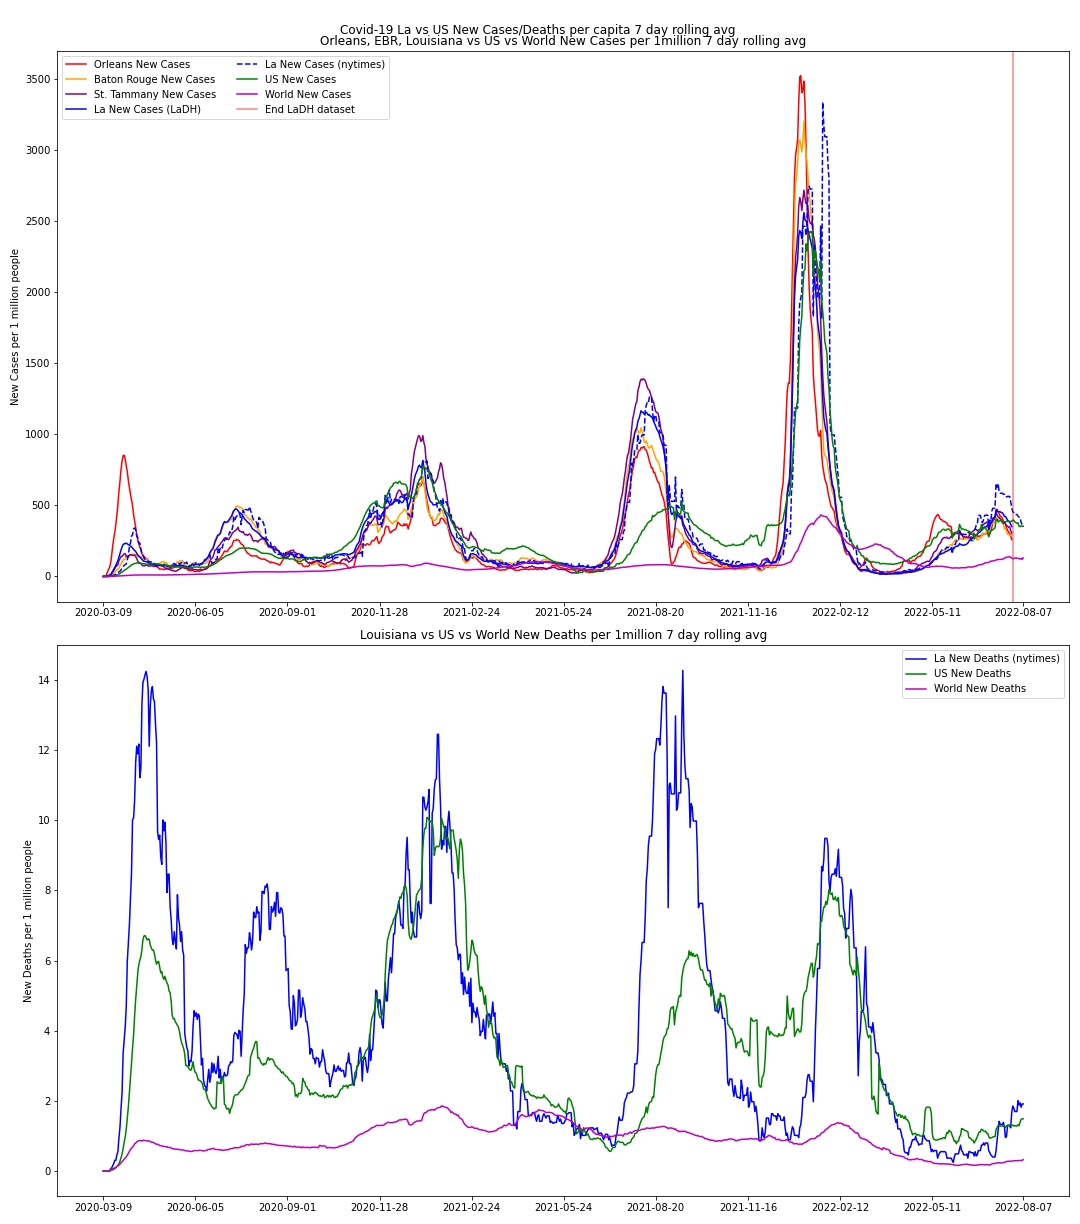 Covid-19 La vs US New Cases/Deaths per capita 7 day rolling avg
Orleans, EBR, Louisiana vs US vs World New Cases per 1million 7 day rolling avg
Orleans New Cases
Baton Rouge New Cases
St. Tammany New Cases
La New Cases (LaDH)
La New Cases (nytimes)
US New Cases
World New Cases
End LaDH dataset
New Cases per 1 million people
3500
3000
2500
2000
1500
1000
500
0
2020-03-09 2020-06-05 2020-09-01 2020-11-28 2021-02-24 2021-05-24 2021-08-20 2021-11-16 2022-02-12 2022-05-11 2022-08-07
Louisiana vs US vs World New Deaths per 1million 7 day rolling avg
La New Deaths (nytimes)
US New Deaths
World New Deaths
New Deaths per 1 million people
14
12
10
8
6
4
2
0
2020-03-09 2020-06-05 2020-09-01 2020-11-28 2021-02-24 2021-05-24 2021-08-20 2021-11-16 2022-02-12 2022-05-11 2022-08-07